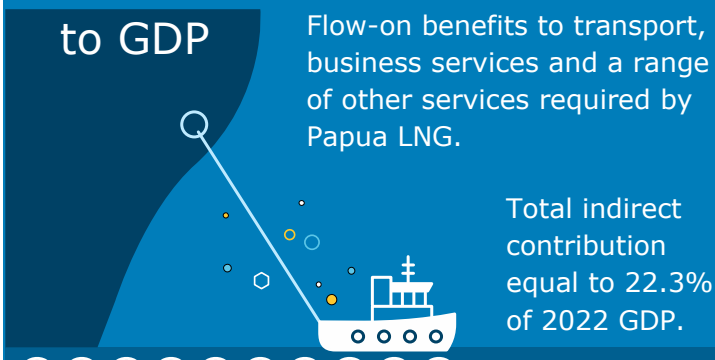 to GDP
Flow-on benefits to transport,
business services and a range
of other services required by
Papua LNG.
Total indirect
contribution
equal to 22.3%
of 2022 GDP.